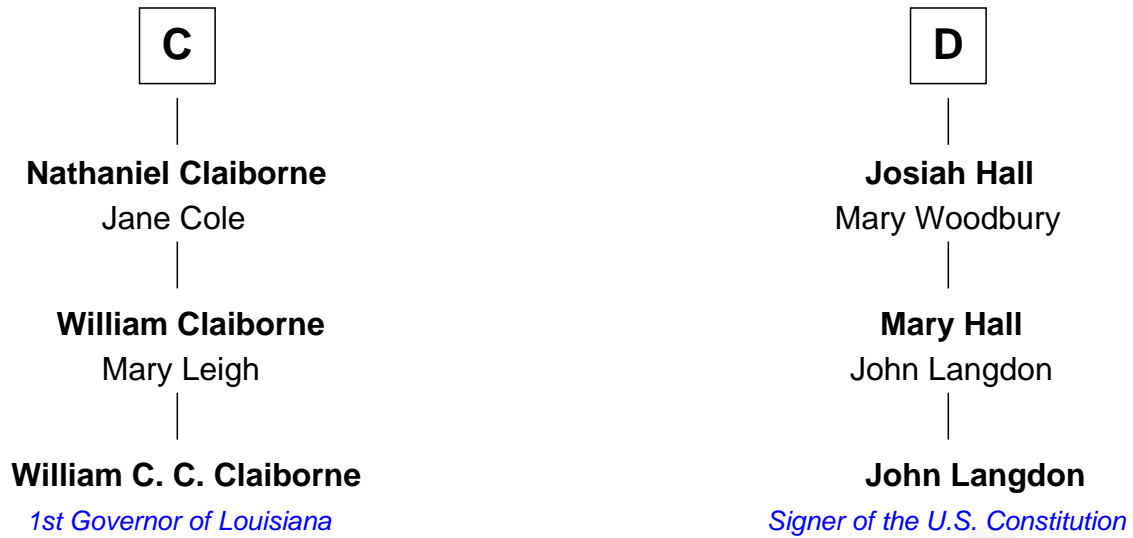 C
Nathaniel Claiborne
Jane Cole
William Claiborne
Mary Leigh
William C. C. Claiborne
1st Governor of Louisiana
D
Josiah Hall
Mary Woodbury
Mary Hall
John Langdon
John Langdon
Signer of the U.S. Constitution